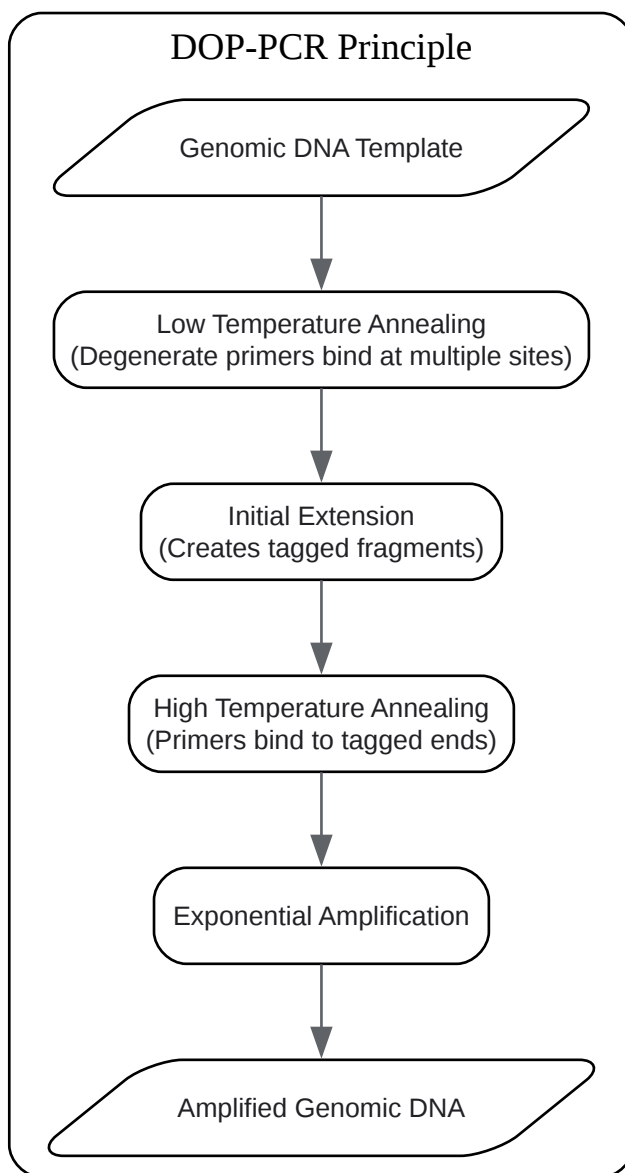 DOP-PCR Principle
Genomic DNA Template
Low Temperature Annealing
(Degenerate primers bind at multiple sites)
Initial Extension
(Creates tagged fragments)
High Temperature Annealing
(Primers bind to tagged ends)
Exponential Amplification
Amplified Genomic DNA